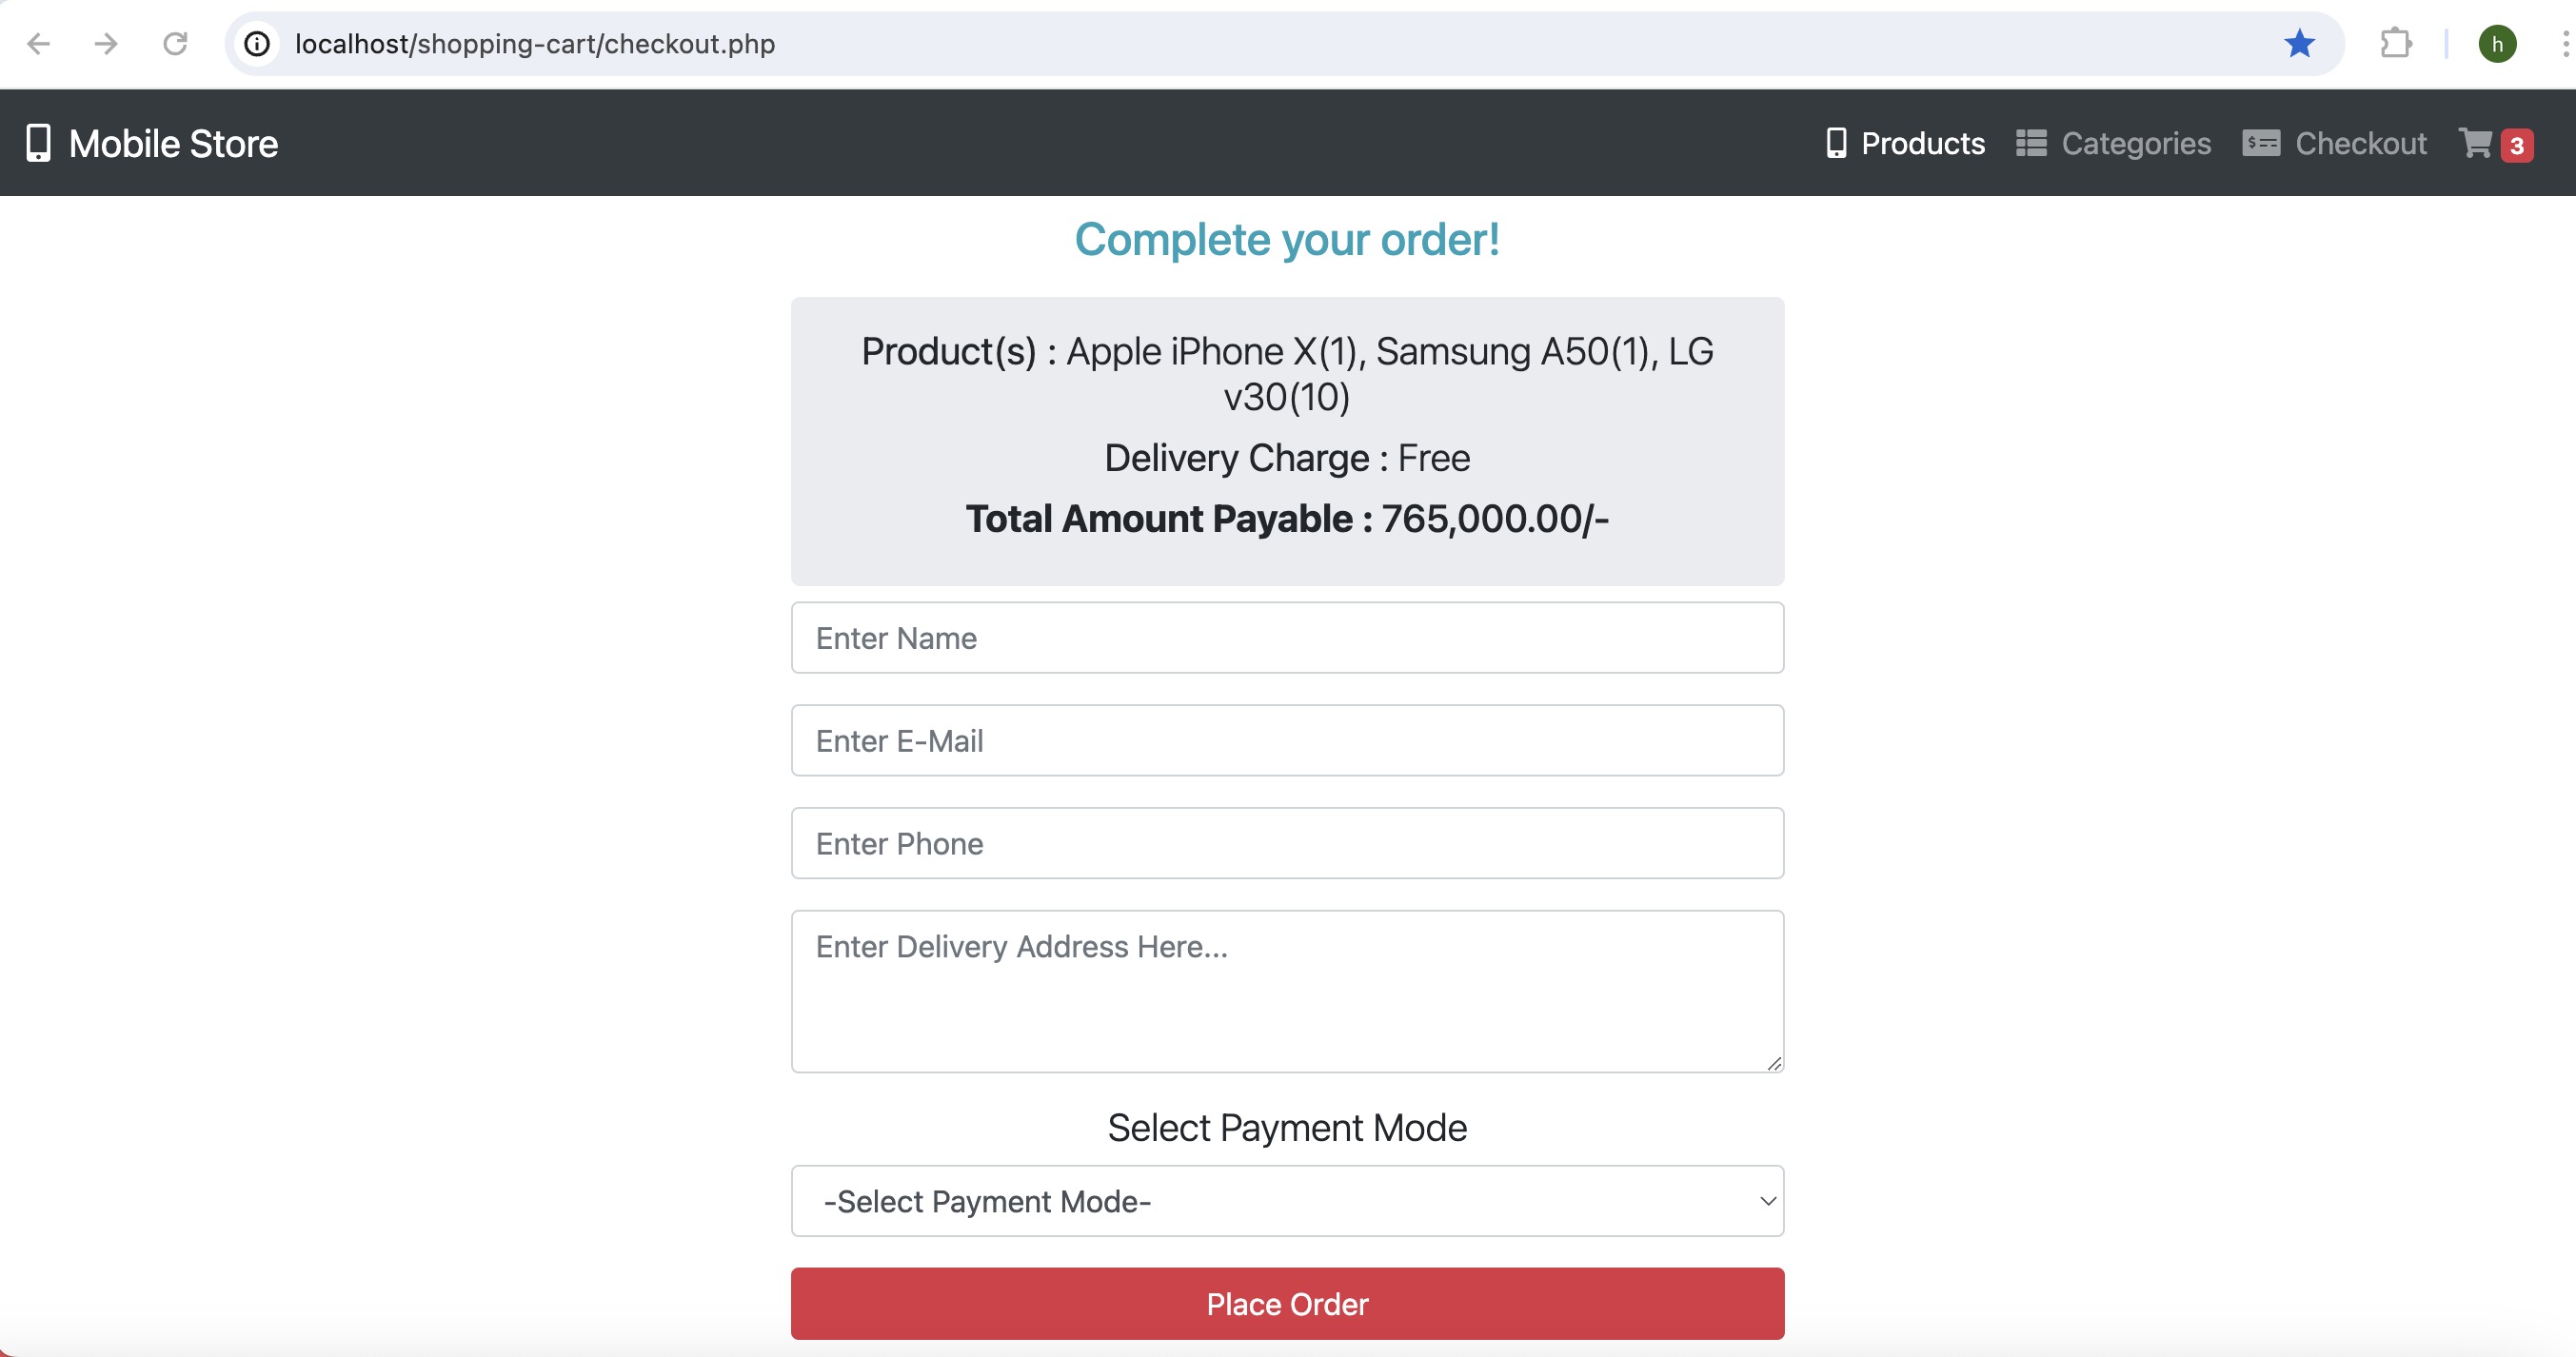 localhost/shopping-cart/checkout.php
h
Mobile Store
Products Categories Checkout 3
Complete your order!
Product(s) : Apple iPhone X(1), Samsung A50(1), LG
v30(10)
Delivery Charge : Free
Total Amount Payable : 765,000.00/-
Enter Name
Enter E-Mail
Enter Phone
Enter Delivery Address Here...
Select Payment Mode
-Select Payment Mode-
Place Order